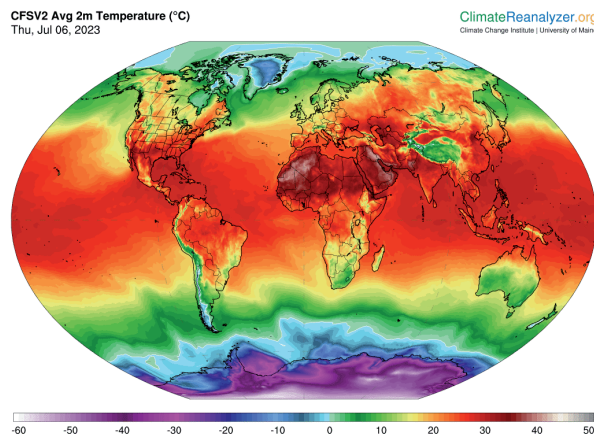 CFSV2 Avg 2m Temperature (°C)
ClimateReanalyzer.org
Thu, Jul 06, 2023
Climate Change Institute | University of Maine
-60 -50 -40 -30 -20 -10 0 10 20 30 40 50